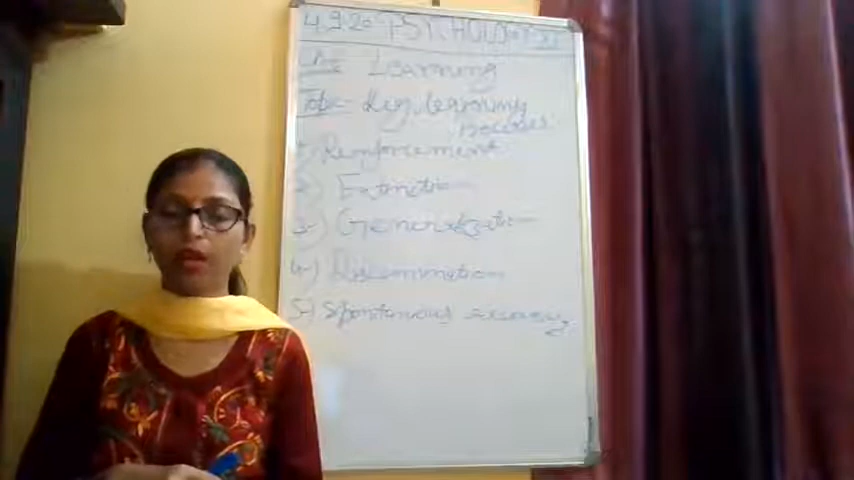 4.9.20 PSYCHOLOGY XI
Learning
Topic- Key learning
Processes
1) Reinforcement
2) Extinction
3-) Generalization
4-) Discrimination
5-) Spontaneous recovery